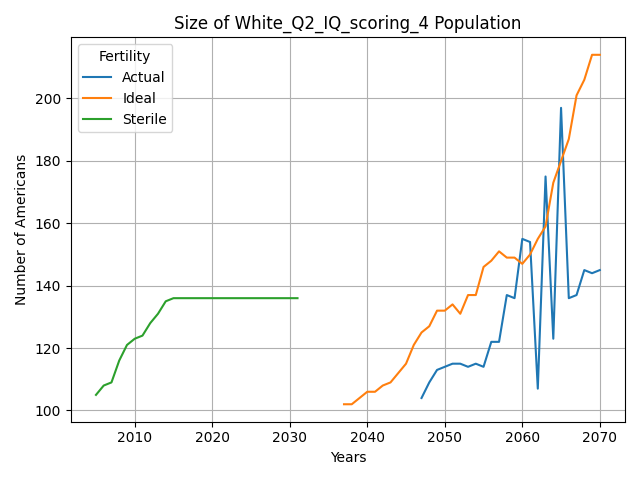 Size of White_Q2_IQ_scoring_4 Population
Fertility
Actual
Ideal
Sterile
Number of Americans
200
180
160
140
120
100
2010
2020
2030
2040
2050
2060
2070
Years